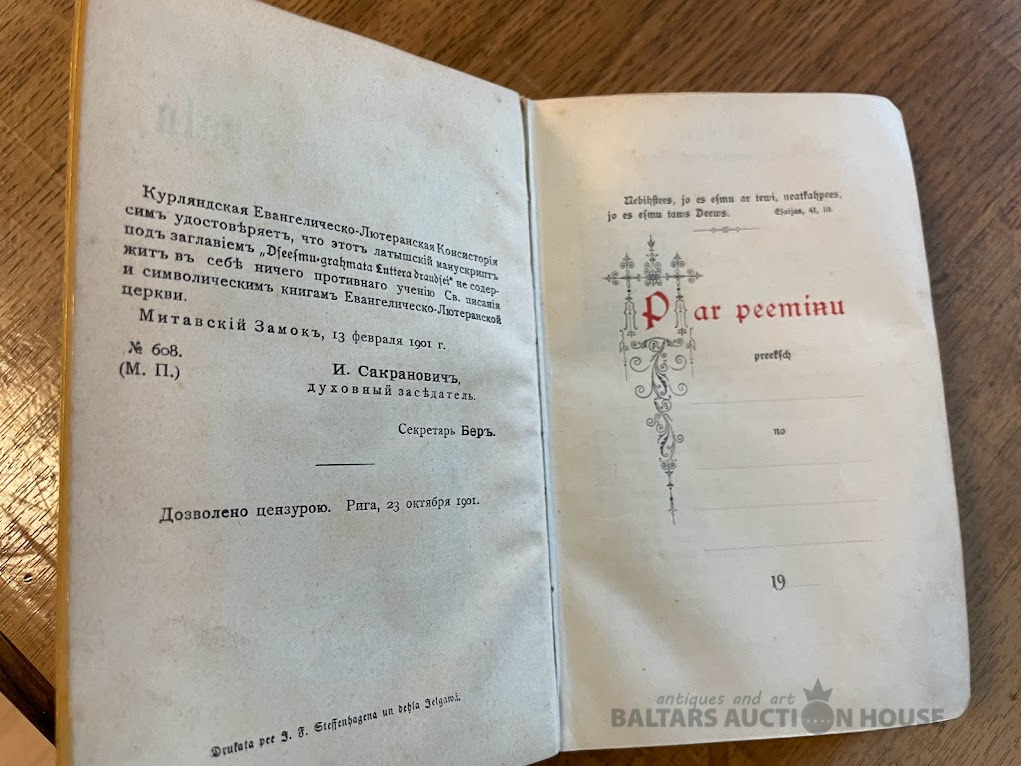 Курляндская Евангелическо-Лютеранская Консисторія
симъ удостовѣряетъ, что этотъ латышскій манускриптъ
подъ заглавіемъ „Dſeeſmu-grahmata Luttera draudſei“ не содер-
житъ въ себѣ ничего противнаго ученію Св. писанія
и символическимъ книгамъ Евангелическо-Лютеранской
церкви.
Митавскій Замокъ, 13 февраля 1901 г.
№ 608.
(М. П.)
И. Сакрановичъ,
духовный засѣдатель.
Секретарь Беръ.
Дозволено цензурою. Рига, 23 октября 1901.
Drukata pee J. F. Steffenhagena un dehla Jelgawâ.
Nebihſtees, jo es eſmu ar tewi, neatkahpees,
jo es eſmu taws Deews. Eſaijas, 41, 10.
Par peeminu
preekſch
no
19
antiques and art
BALTARS AUCTION HOUSE